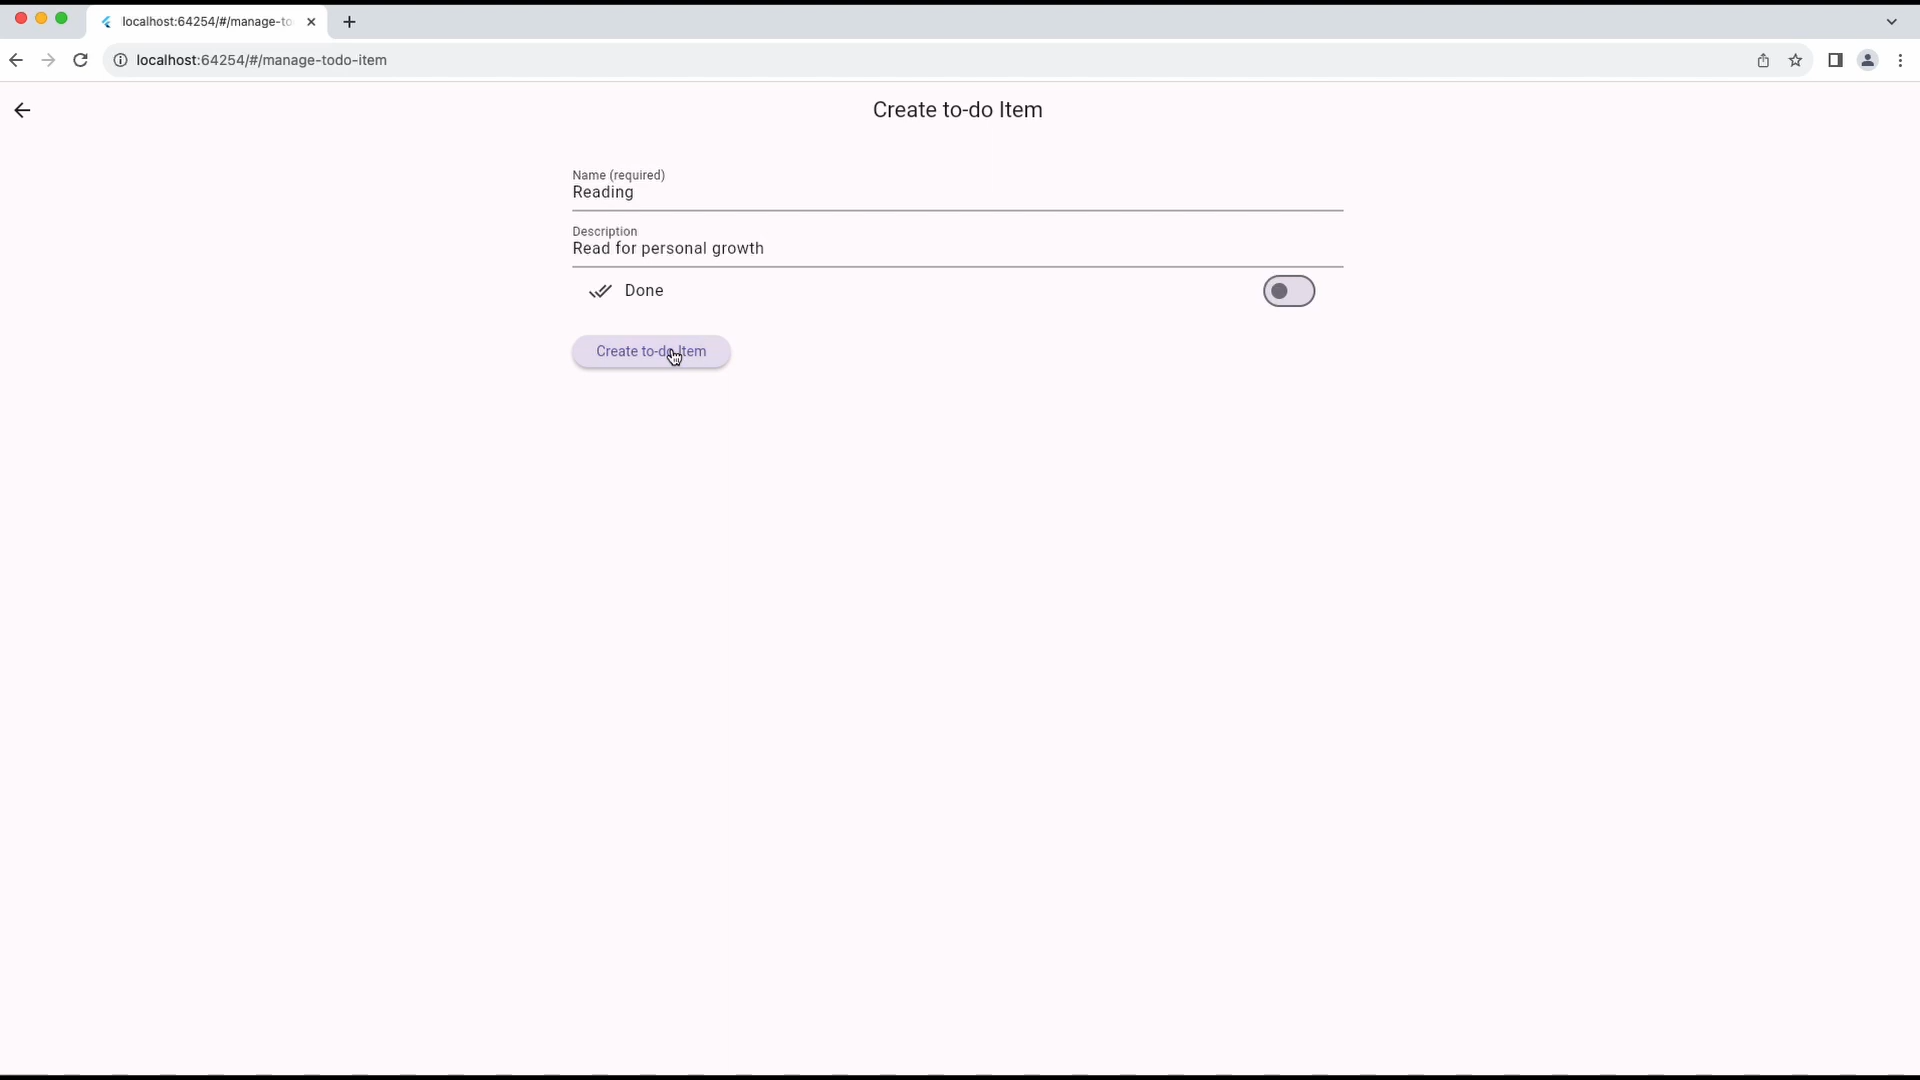 localhost:64254/#/manage-to
localhost:64254/#/manage-todo-item
Create to-do Item
Name (required)
Reading
Description
Read for personal growth
Done
Create to-do Item